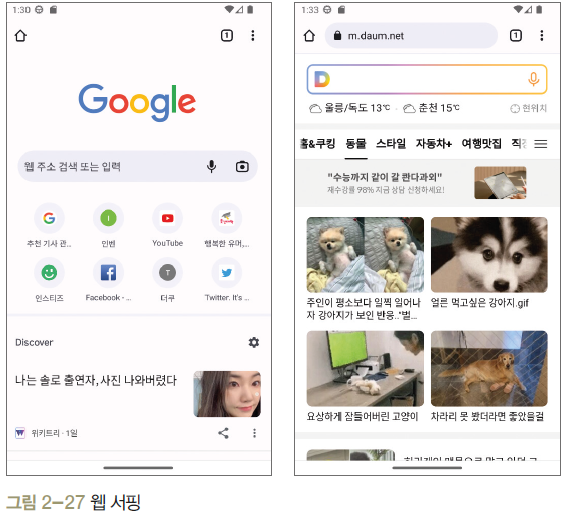 1:30
1
Google
웹 주소 검색 또는 입력
추천 기사 관...
인벤
YouTube
행복한 유머,...
인스티즈
Facebook - ...
더쿠
Twitter. It's ...
Discover
나는 솔로 출연자,사진 나와버렸다
위키트리 · 1일
1:33
m.daum.net
1
울릉/독도 13℃ · 춘천 15℃
현위치
홈&쿠킹 동물 스타일 자동차+ 여행맛집
"수능까지 같이 갈 판다과외"
재수강률 98% 지금 상담 신청하세요!
주인이 평소보다 일찍 일어나
자 강아지가 보인 반응.."벌...
얼른 먹고싶은 강아지.gif
요상하게 잠들어버린 고양이
차라리 못 봤더라면 좋았을걸
그림 2-27 웹 서핑